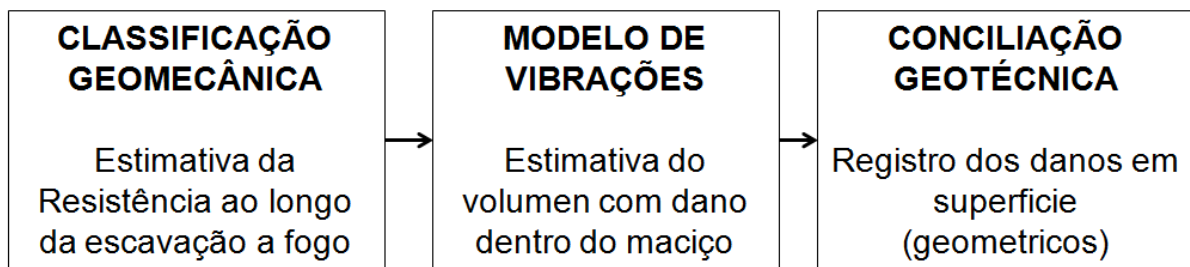 CLASSIFICAÇÃO
GEOMECÂNICA
Estimativa da
Resistência ao longo
da escavação a fogo
MODELO DE
VIBRAÇÕES
Estimativa do
volumen com dano
dentro do maciço
CONCILIAÇÃO
GEOTÉCNICA
Registro dos danos em
superficie
(geometricos)